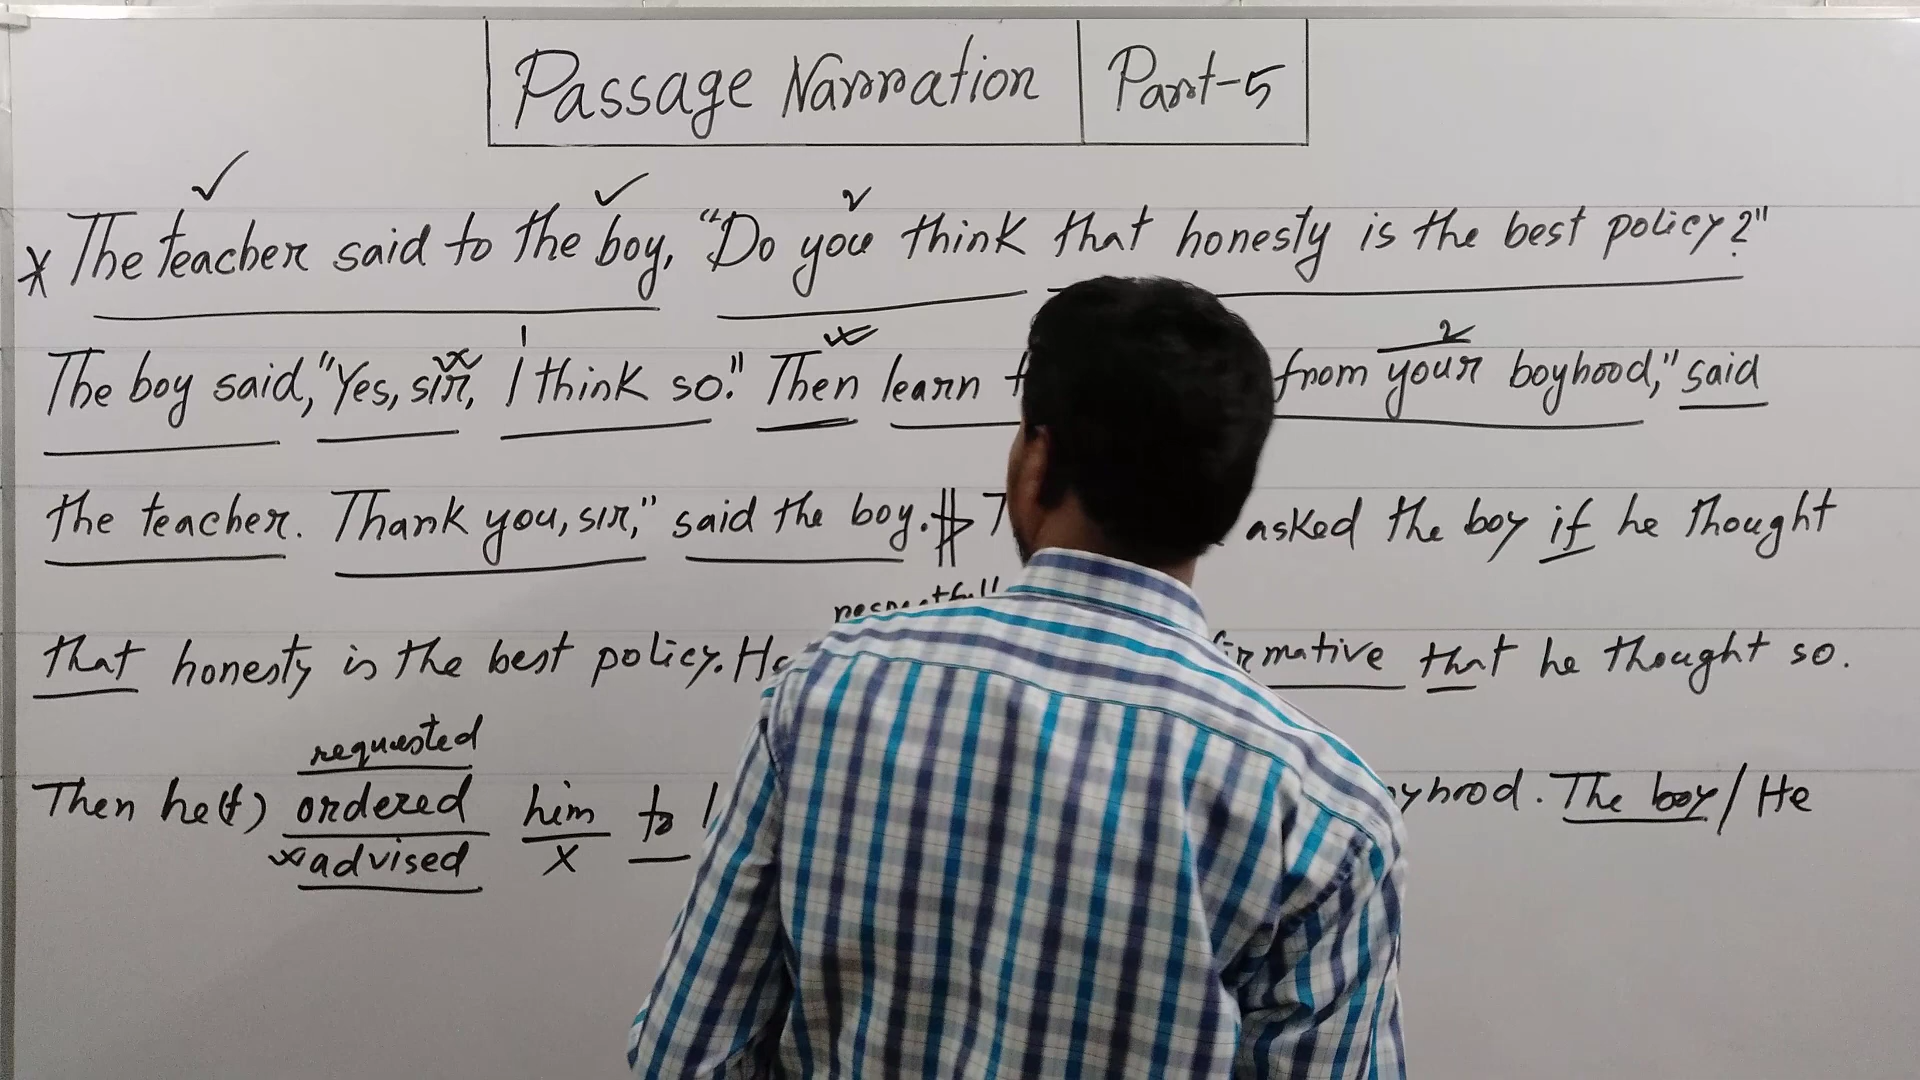 Passage Narration Part-5
* The teacher said to the boy, "Do you think that honesty is the best policy?"
The boy said, "Yes, sir, I think so." Then learn from your boyhood," said
the teacher. Thank you, sir," said the boy. asked the boy if he thought
respectfull
that honesty is the best policy. He that he thought so.
requested
Then he(t) ordered him to The boy / He
advised x